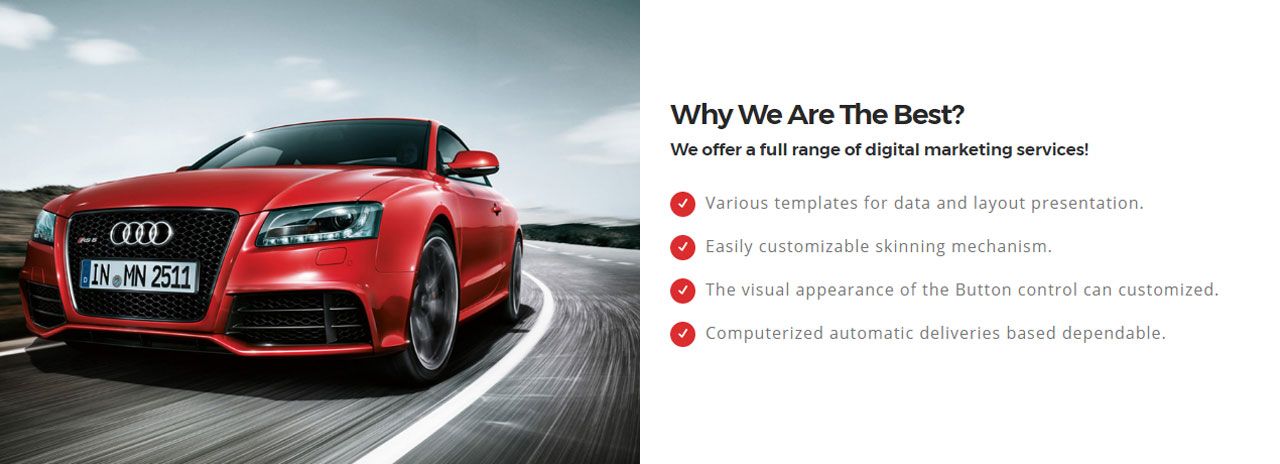 RS 5
IN MN 2511
D
Why We Are The Best?
We offer a full range of digital marketing services!
Various templates for data and layout presentation.
Easily customizable skinning mechanism.
The visual appearance of the Button control can customized.
Computerized automatic deliveries based dependable.